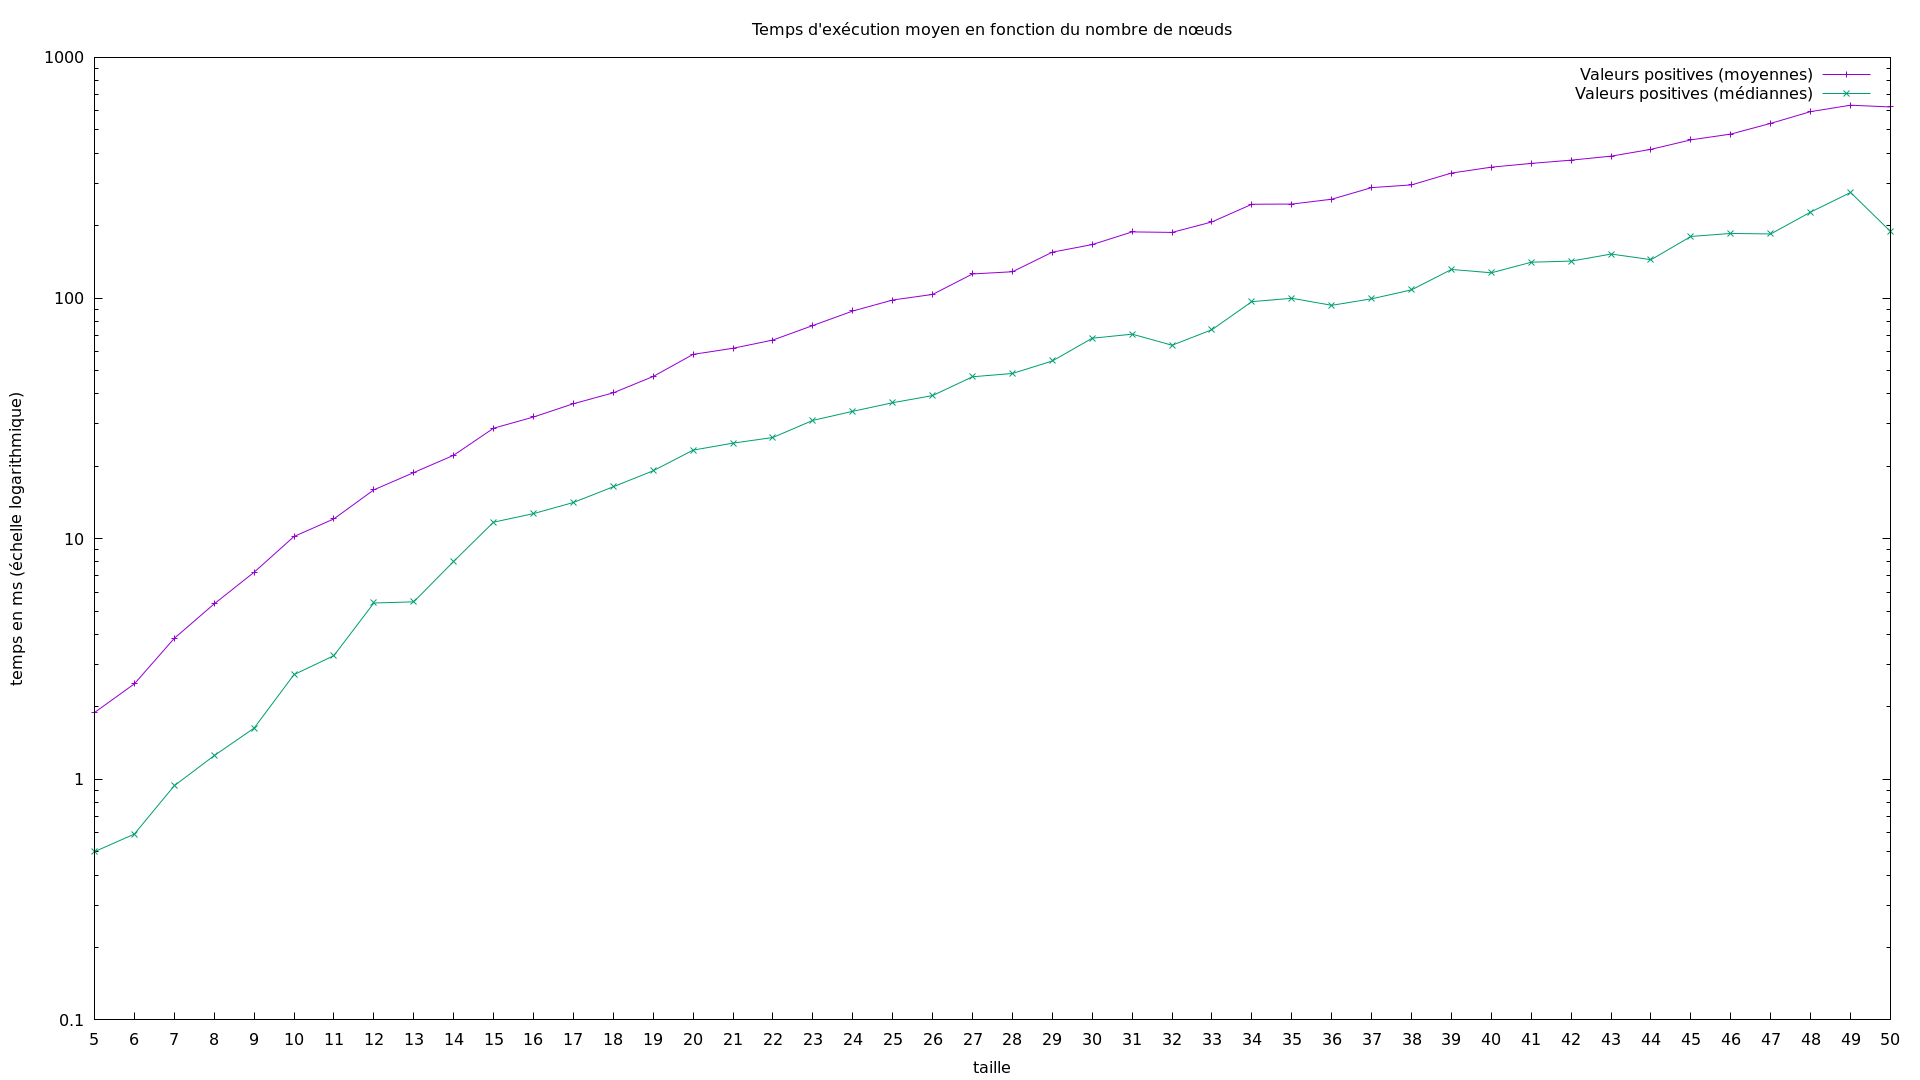 Temps d'exécution moyen en fonction du nombre de nœuds
Valeurs positives (moyennes)
Valeurs positives (médiannes)
1000
100
10
1
0.1
temps en ms (échelle logarithmique)
5 6 7 8 9 10 11 12 13 14 15 16 17 18 19 20 21 22 23 24 25 26 27 28 29 30 31 32 33 34 35 36 37 38 39 40 41 42 43 44 45 46 47 48 49 50
taille